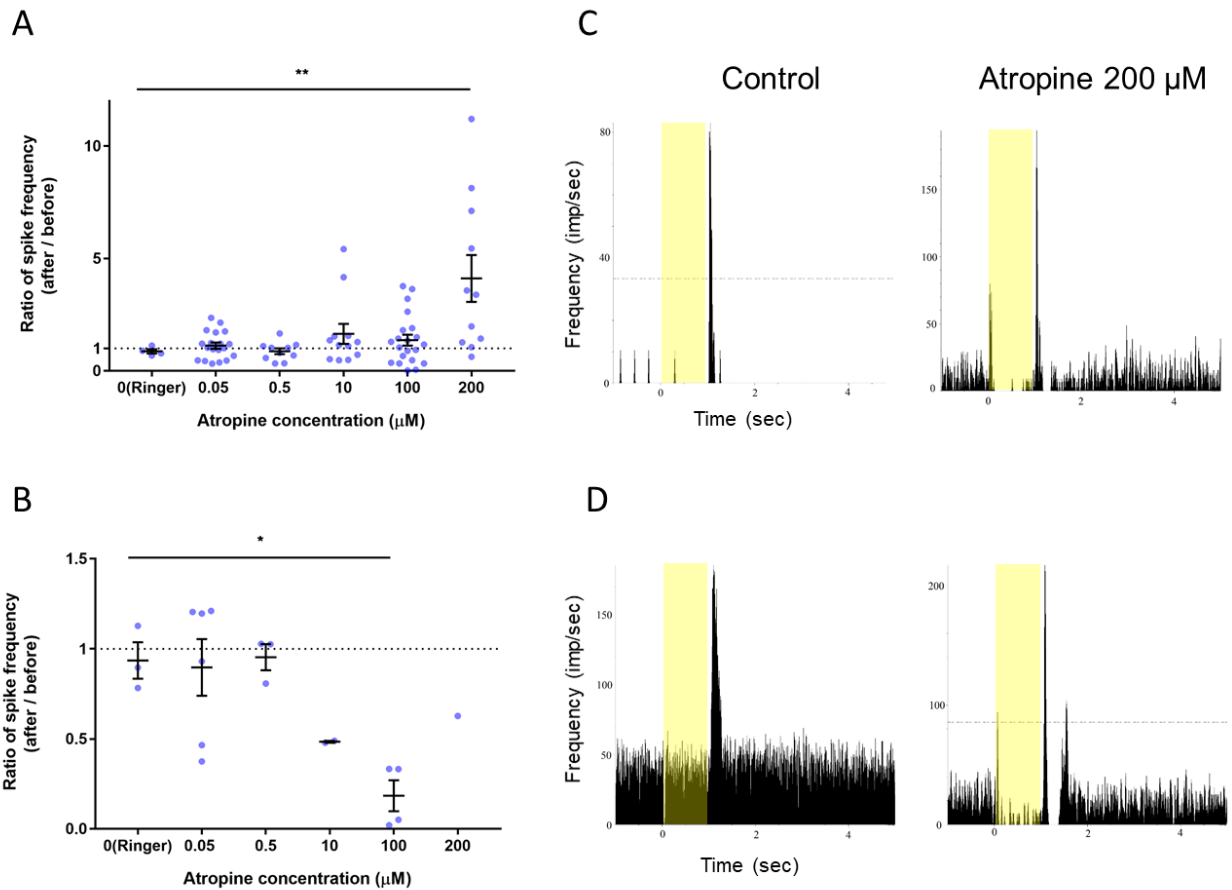 A
**
Ratio of spike frequency
(after / before)
10
5
1
0
0(Ringer) 0.05 0.5 10 100 200
Atropine concentration (μM)
B
*
Ratio of spike frequency
(after / before)
1.5
1
0.5
0.0
0(Ringer) 0.05 0.5 10 100 200
Atropine concentration (μM)
C
Control
Atropine 200 μM
Frequency (imp/sec)
80
40
0
0 2 4
Time (sec)
150
100
50
0
0 2 4
D
Frequency (imp/sec)
150
100
50
0
0 2 4
Time (sec)
200
100
0
0 2 4